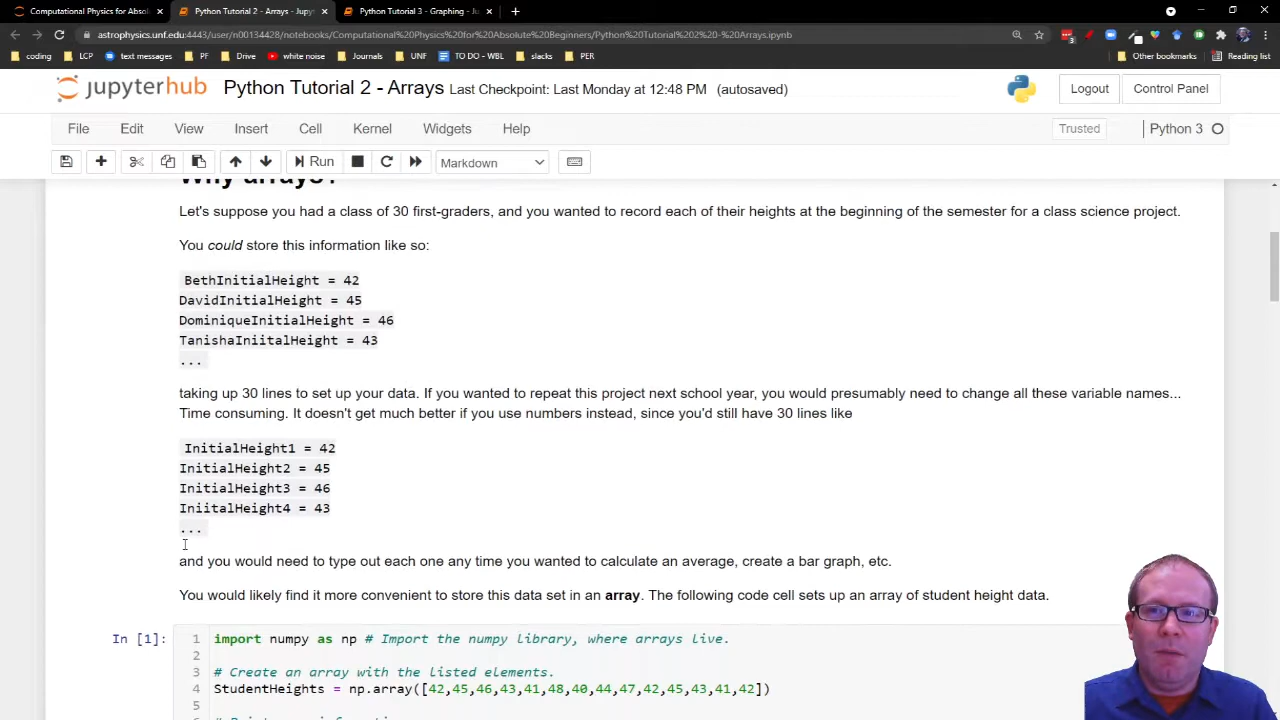 Computational Physics for Absolu
Python Tutorial 2 - Arrays - Jupyt
Python Tutorial 3 - Graphing - Ju
astrophysics.unf.edu:4443/user/n00134428/notebooks/Computational%20Physics%20for%20Absolute%20Beginners/Python%20Tutorial%202%20-%20Arrays.ipynb
coding LCP text messages PF Drive white noise Journals UNF TO DO - WBL slacks PER Other bookmarks Reading list
jupyterhub Python Tutorial 2 - Arrays Last Checkpoint: Last Monday at 12:48 PM (autosaved) Logout Control Panel
File Edit View Insert Cell Kernel Widgets Help Trusted Python 3
Run Markdown
Why arrays?
Let's suppose you had a class of 30 first-graders, and you wanted to record each of their heights at the beginning of the semester for a class science project.
You could store this information like so:
BethInitialHeight = 42
DavidInitialHeight = 45
DominiqueInitialHeight = 46
TanishaIniitalHeight = 43
...
taking up 30 lines to set up your data. If you wanted to repeat this project next school year, you would presumably need to change all these variable names...
Time consuming. It doesn't get much better if you use numbers instead, since you'd still have 30 lines like
InitialHeight1 = 42
InitialHeight2 = 45
InitialHeight3 = 46
IniitalHeight4 = 43
...
and you would need to type out each one any time you wanted to calculate an average, create a bar graph, etc.
You would likely find it more convenient to store this data set in an array. The following code cell sets up an array of student height data.
In [1]: 1 import numpy as np # Import the numpy library, where arrays live.
2
3 # Create an array with the listed elements.
4 StudentHeights = np.array([42,45,46,43,41,48,40,44,47,42,45,43,41,42])
5